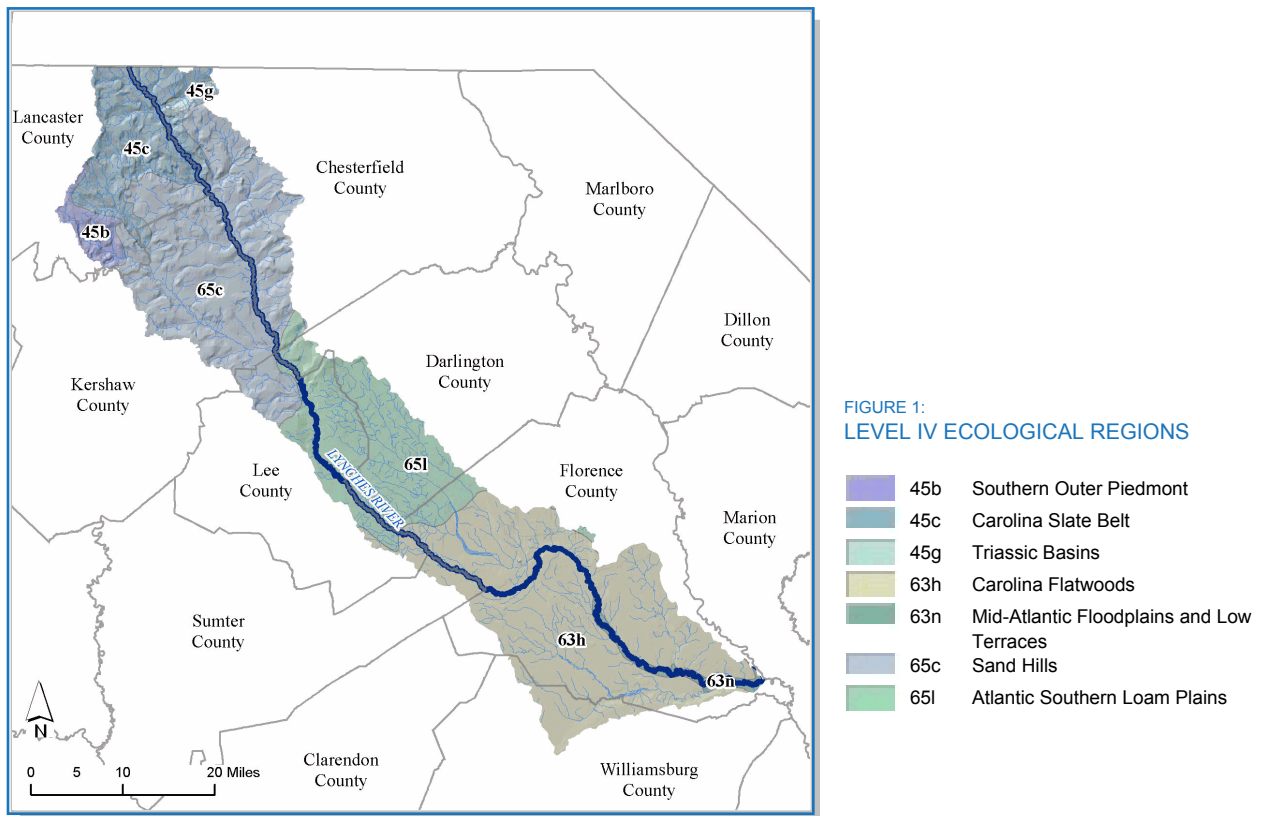 45g
Lancaster
County
45c
Chesterfield
County
Marlboro
County
45b
65c
Dillon
County
Darlington
County
Kershaw
County
LYNCHES RIVER
65l
Lee
County
Florence
County
Marion
County
Sumter
County
63h
63n
N
Clarendon
County
Williamsburg
County
0 5 10 20 Miles
FIGURE 1:
LEVEL IV ECOLOGICAL REGIONS
45b Southern Outer Piedmont
45c Carolina Slate Belt
45g Triassic Basins
63h Carolina Flatwoods
63n Mid-Atlantic Floodplains and Low
Terraces
65c Sand Hills
65l Atlantic Southern Loam Plains